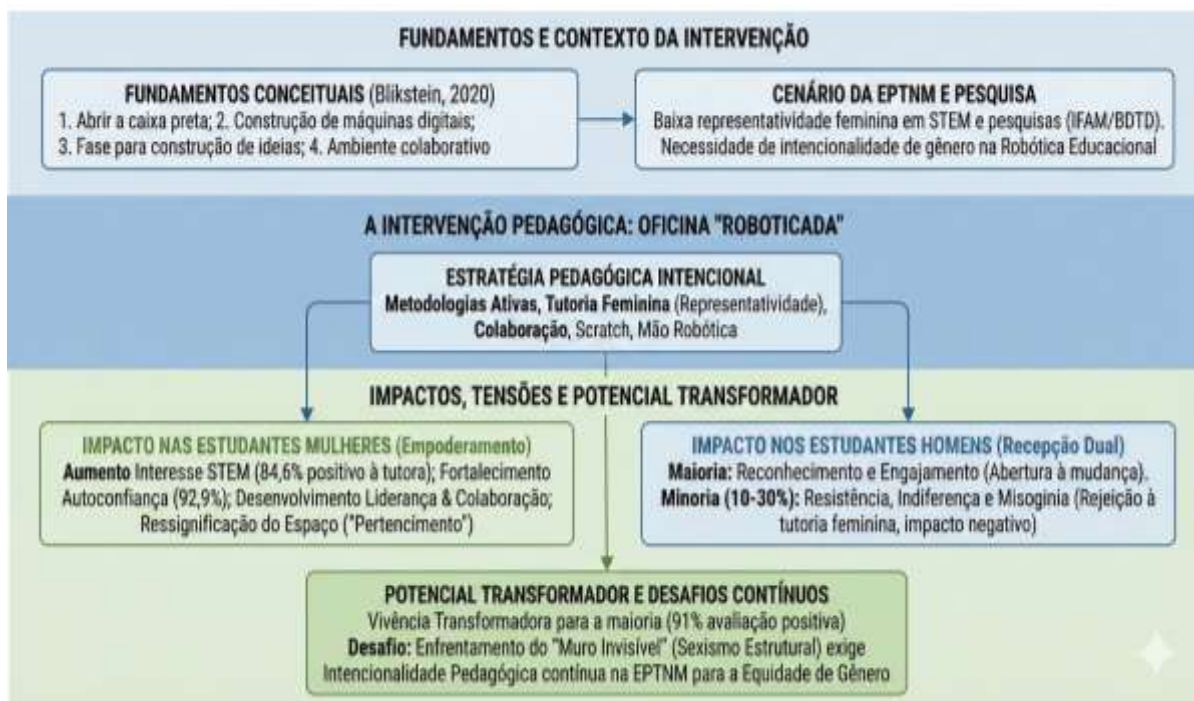 FUNDAMENTOS E CONTEXTO DA INTERVENÇÃO
FUNDAMENTOS CONCEITUAIS (Blikstein, 2020)
1. Abrir a caixa preta; 2. Construção de máquinas digitais;
3. Fase para construção de ideias; 4. Ambiente colaborativo
CENÁRIO DA EPTNM E PESQUISA
Baixa representatividade feminina em STEM e pesquisas (IFAM/BDTD).
Necessidade de intencionalidade de gênero na Robótica Educacional
A INTERVENÇÃO PEDAGÓGICA: OFICINA "ROBOTICADA"
ESTRATÉGIA PEDAGÓGICA INTENCIONAL
Metodologias Ativas, Tutoria Feminina (Representatividade),
Colaboração, Scratch, Mão Robótica
IMPACTOS, TENSÕES E POTENCIAL TRANSFORMADOR
IMPACTO NAS ESTUDANTES MULHERES (Empoderamento)
Aumento Interesse STEM (84,6% positivo à tutora); Fortalecimento
Autoconfiança (92,9%); Desenvolvimento Liderança & Colaboração;
Ressignificação do Espaço ("Pertencimento")
IMPACTO NOS ESTUDANTES HOMENS (Recepção Dual)
Maioria: Reconhecimento e Engajamento (Abertura à mudança).
Minoria (10-30%): Resistência, Indiferença e Misoginia (Rejeição à
tutoria feminina, impacto negativo)
POTENCIAL TRANSFORMADOR E DESAFIOS CONTÍNUOS
Vivência Transformadora para a maioria (91% avaliação positiva)
Desafio: Enfrentamento do "Muro Invisível" (Sexismo Estrutural) exige
Intencionalidade Pedagógica contínua na EPTNM para a Equidade de Gênero